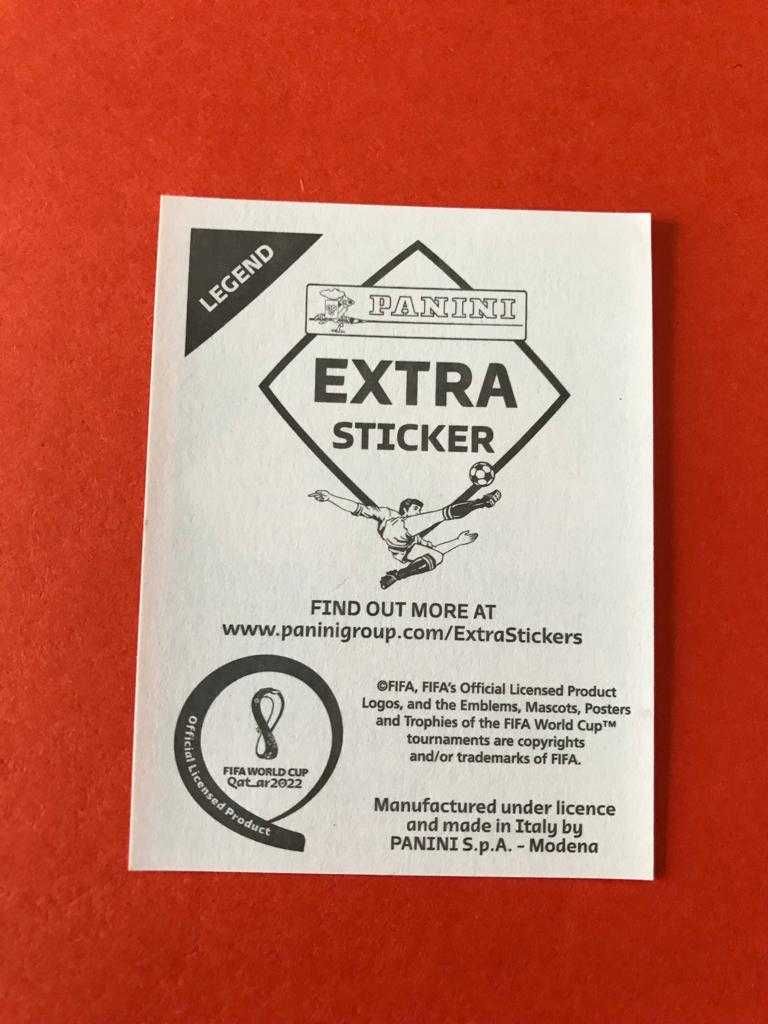 LEGEND
PANINI
EXTRA
STICKER
FIND OUT MORE AT
www.paninigroup.com/ExtraStickers
©FIFA, FIFA's Official Licensed Product
Logos, and the Emblems, Mascots, Posters
and Trophies of the FIFA World Cup™
tournaments are copyrights
and/or trademarks of FIFA.
FIFA WORLD CUP
Qatar2022
Official Licensed Product
Manufactured under licence
and made in Italy by
PANINI S.p.A. - Modena